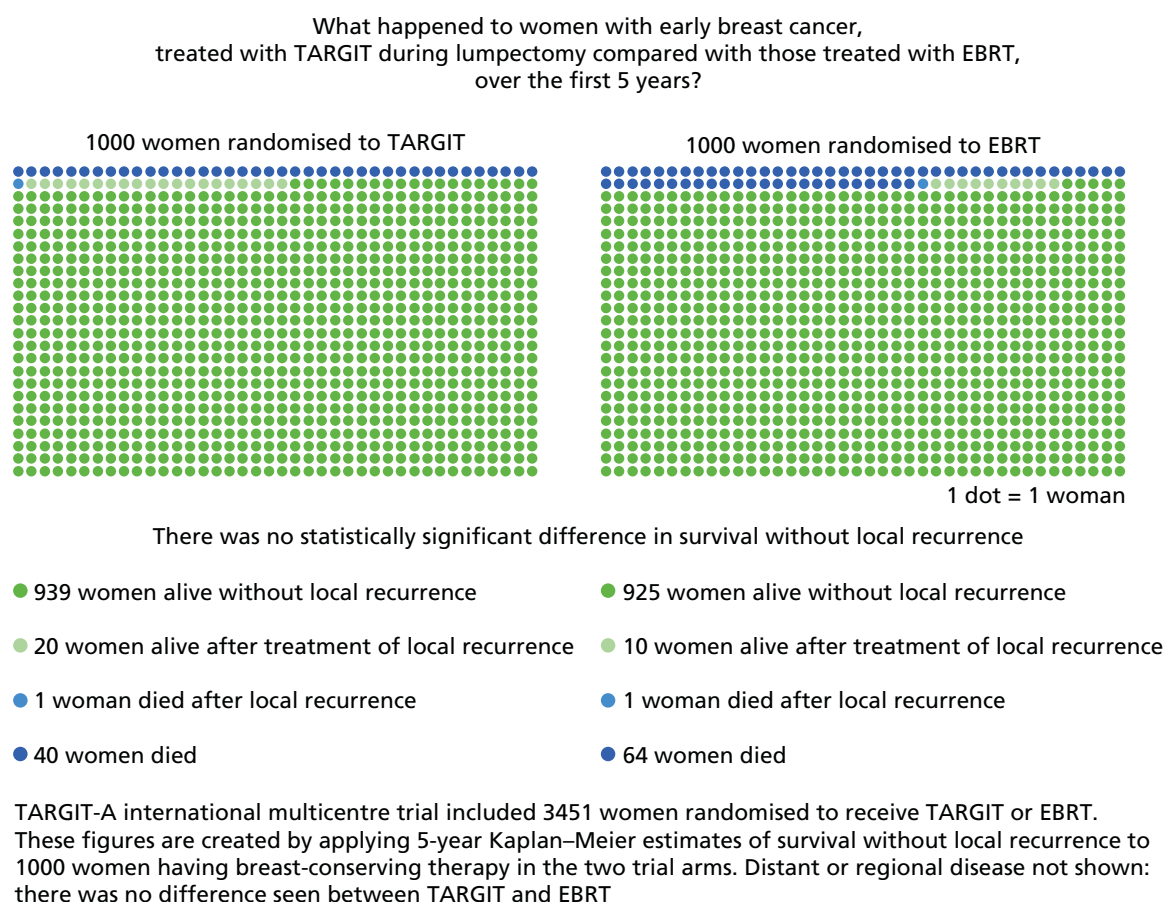 What happened to women with early breast cancer,
treated with TARGIT during lumpectomy compared with those treated with EBRT,
over the first 5 years?
1000 women randomised to TARGIT
1000 women randomised to EBRT
1 dot = 1 woman
There was no statistically significant difference in survival without local recurrence
939 women alive without local recurrence
925 women alive without local recurrence
20 women alive after treatment of local recurrence
10 women alive after treatment of local recurrence
1 woman died after local recurrence
1 woman died after local recurrence
40 women died
64 women died
TARGIT-A international multicentre trial included 3451 women randomised to receive TARGIT or EBRT.
These figures are created by applying 5-year Kaplan–Meier estimates of survival without local recurrence to
1000 women having breast-conserving therapy in the two trial arms. Distant or regional disease not shown:
there was no difference seen between TARGIT and EBRT